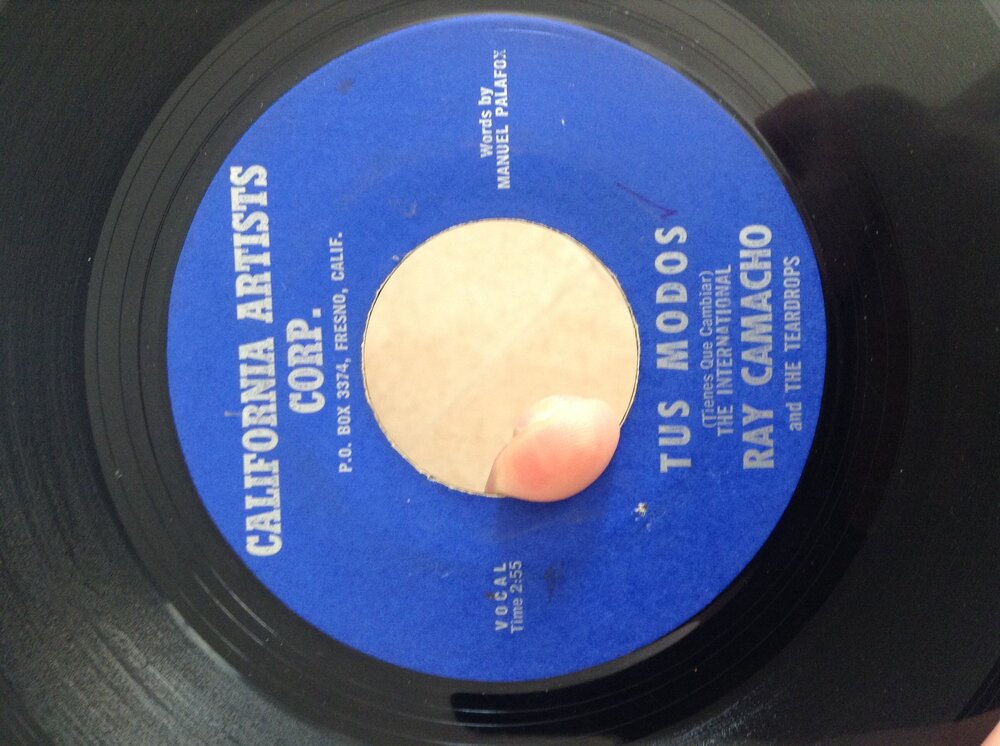 CALIFORNIA ARTISTS
CORP.
P.O. BOX 3374, FRESNO, CALIF.
VOCAL
Time 2:55
Words by
MANUEL PALAFOX
TUS MODOS
(Tienes Que Cambiar)
THE INTERNATIONAL
RAY CAMACHO
and THE TEARDROPS